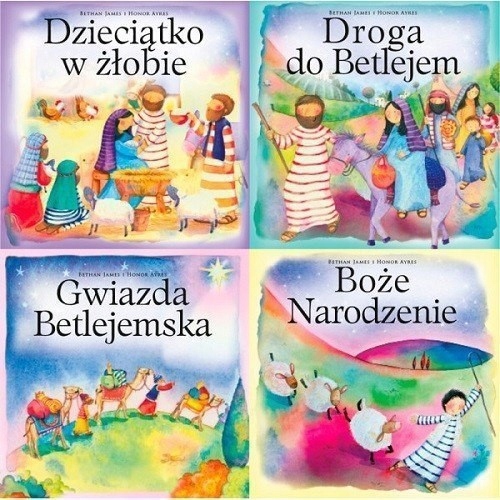 Bethan James i Honor Ayres
Dzieciątko
w żłobie
Bethan James i Honor Ayres
Droga
do Betlejem
Bethan James i Honor Ayres
Gwiazda
Betlejemska
Bethan James i Honor Ayres
Boże
Narodzenie